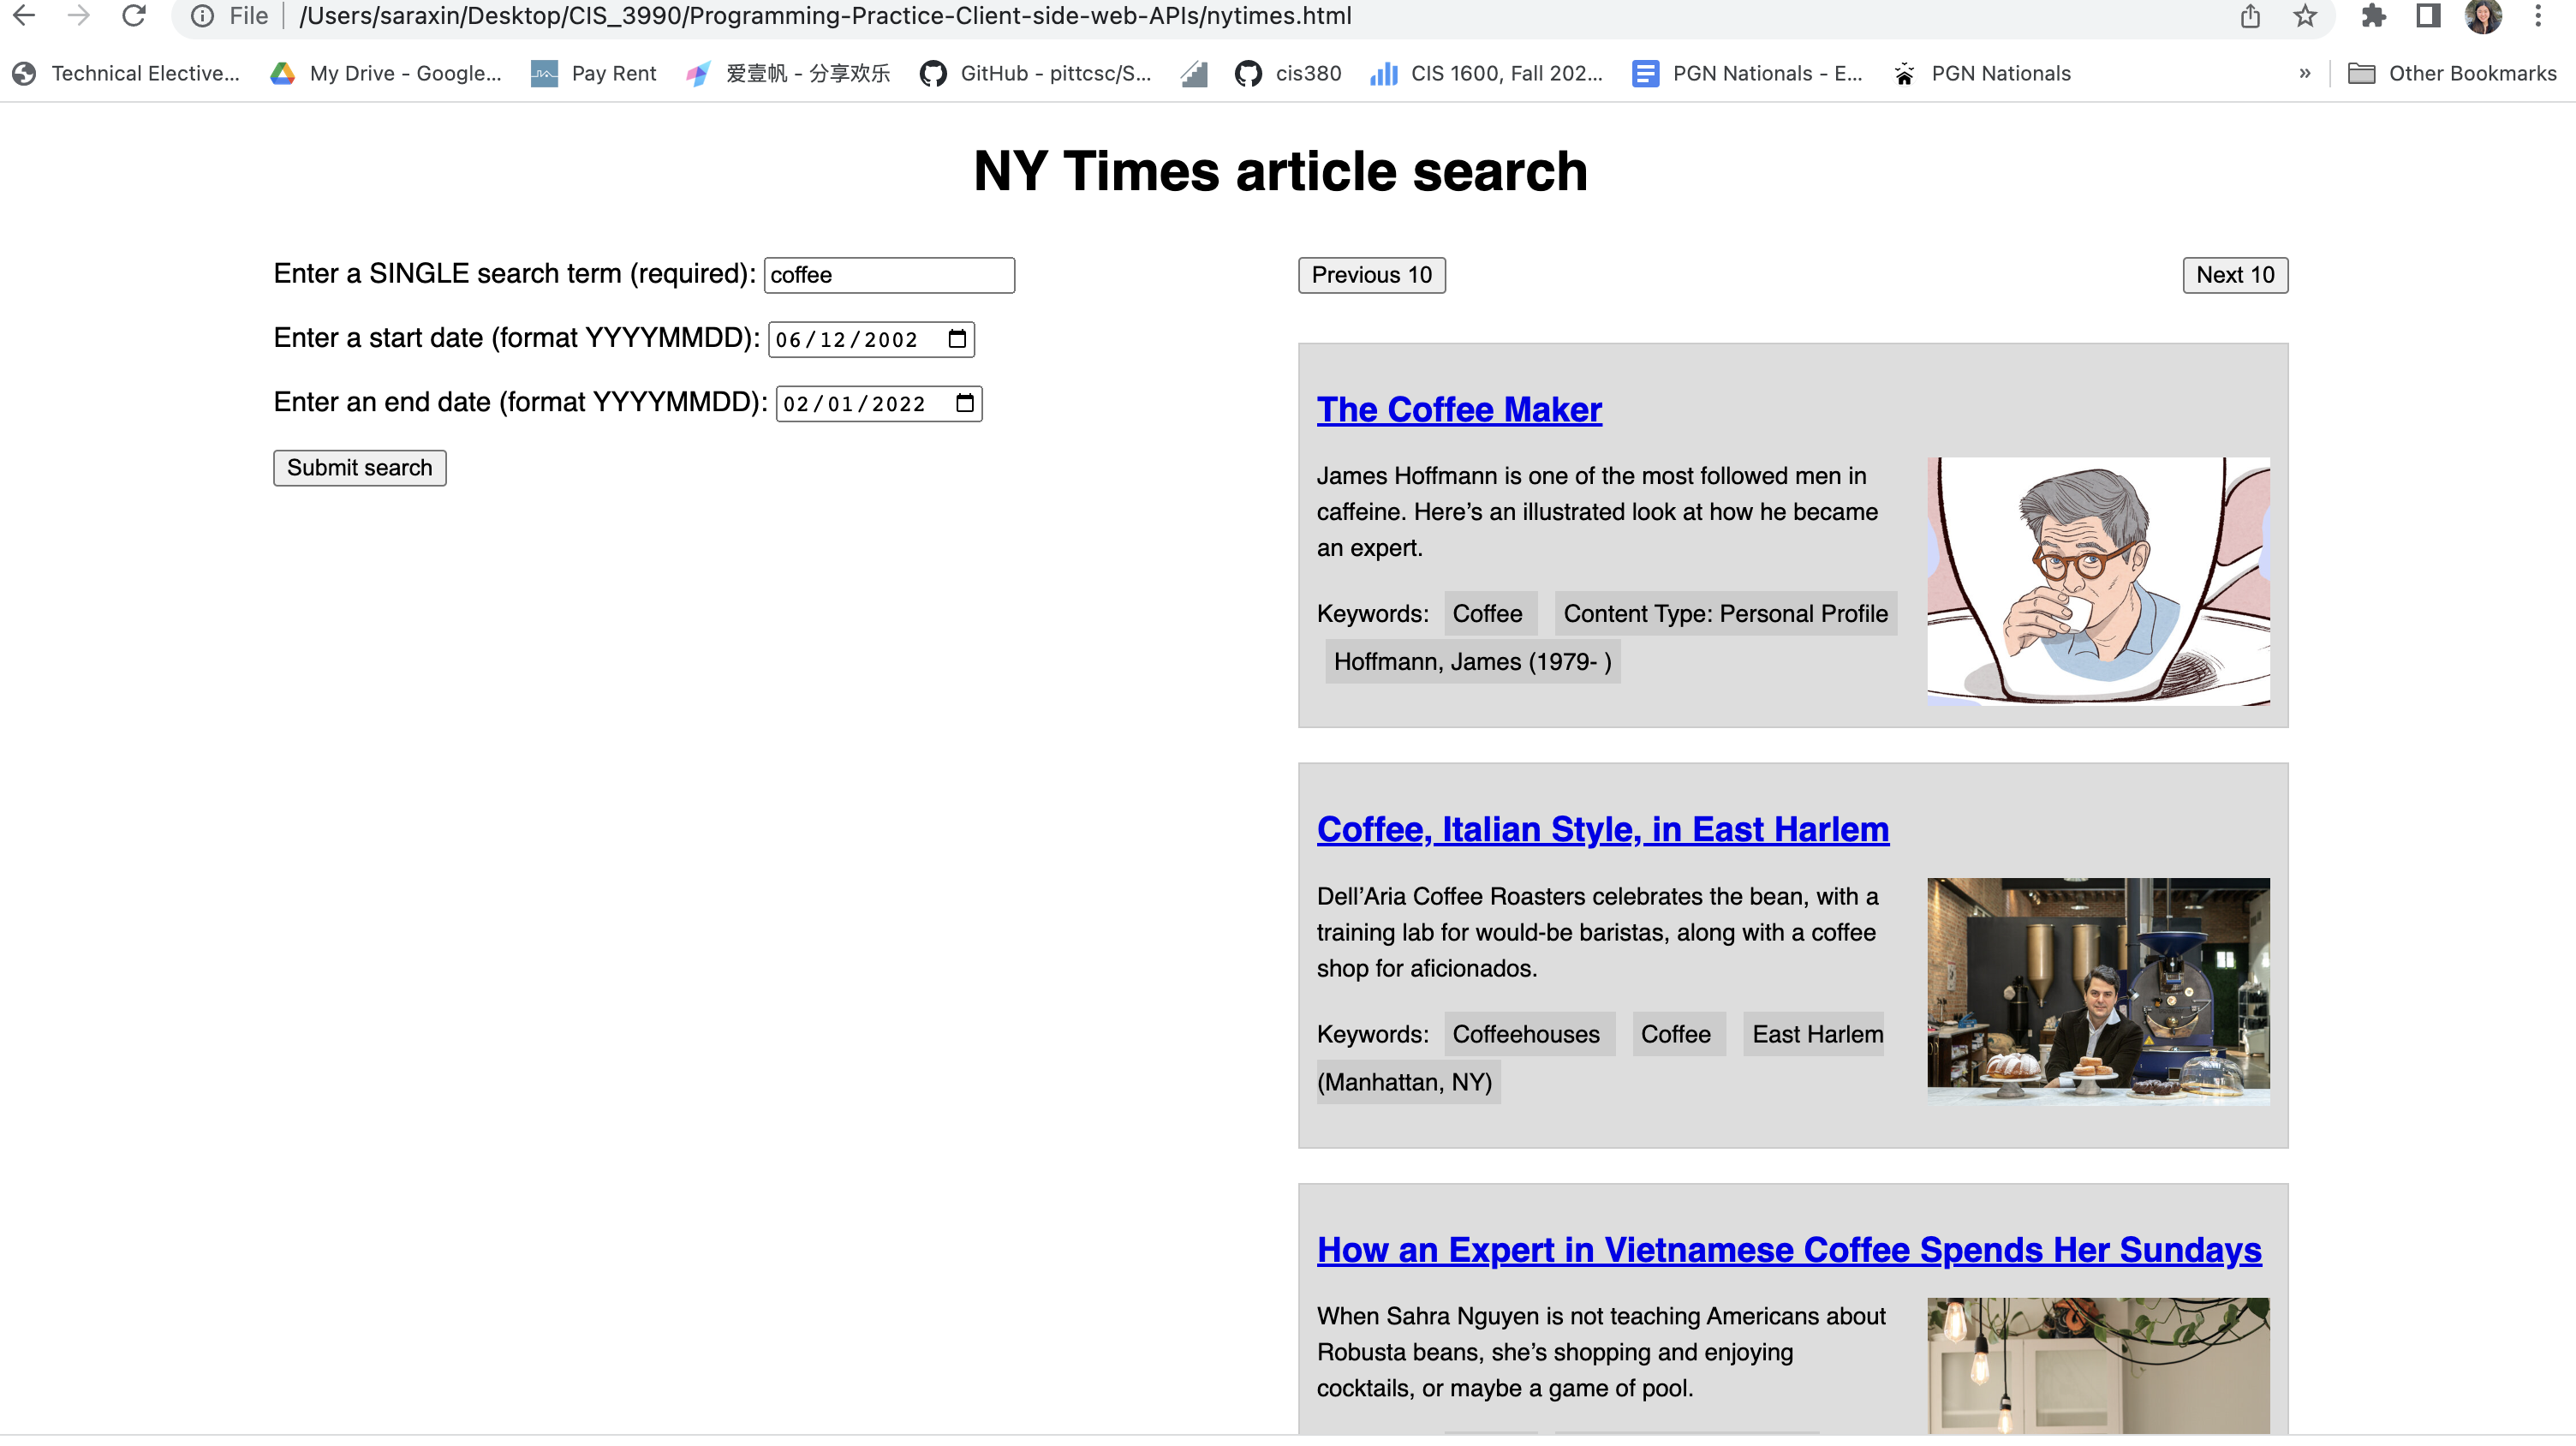 File /Users/saraxin/Desktop/CIS_3990/Programming-Practice-Client-side-web-APIs/nytimes.html
Technical Elective... My Drive - Google... Pay Rent 爱壹帆 - 分享欢乐 GitHub - pittcsc/S... cis380 CIS 1600, Fall 202... PGN Nationals - E... PGN Nationals » Other Bookmarks
NY Times article search
Enter a SINGLE search term (required): coffee
Enter a start date (format YYYYMMDD): 06/12/2002
Enter an end date (format YYYYMMDD): 02/01/2022
Submit search
Previous 10 Next 10
The Coffee Maker
James Hoffmann is one of the most followed men in
caffeine. Here’s an illustrated look at how he became
an expert.
Keywords: Coffee Content Type: Personal Profile
Hoffmann, James (1979- )
Coffee, Italian Style, in East Harlem
Dell’Aria Coffee Roasters celebrates the bean, with a
training lab for would-be baristas, along with a coffee
shop for aficionados.
Keywords: Coffeehouses Coffee East Harlem
(Manhattan, NY)
How an Expert in Vietnamese Coffee Spends Her Sundays
When Sahra Nguyen is not teaching Americans about
Robusta beans, she’s shopping and enjoying
cocktails, or maybe a game of pool.